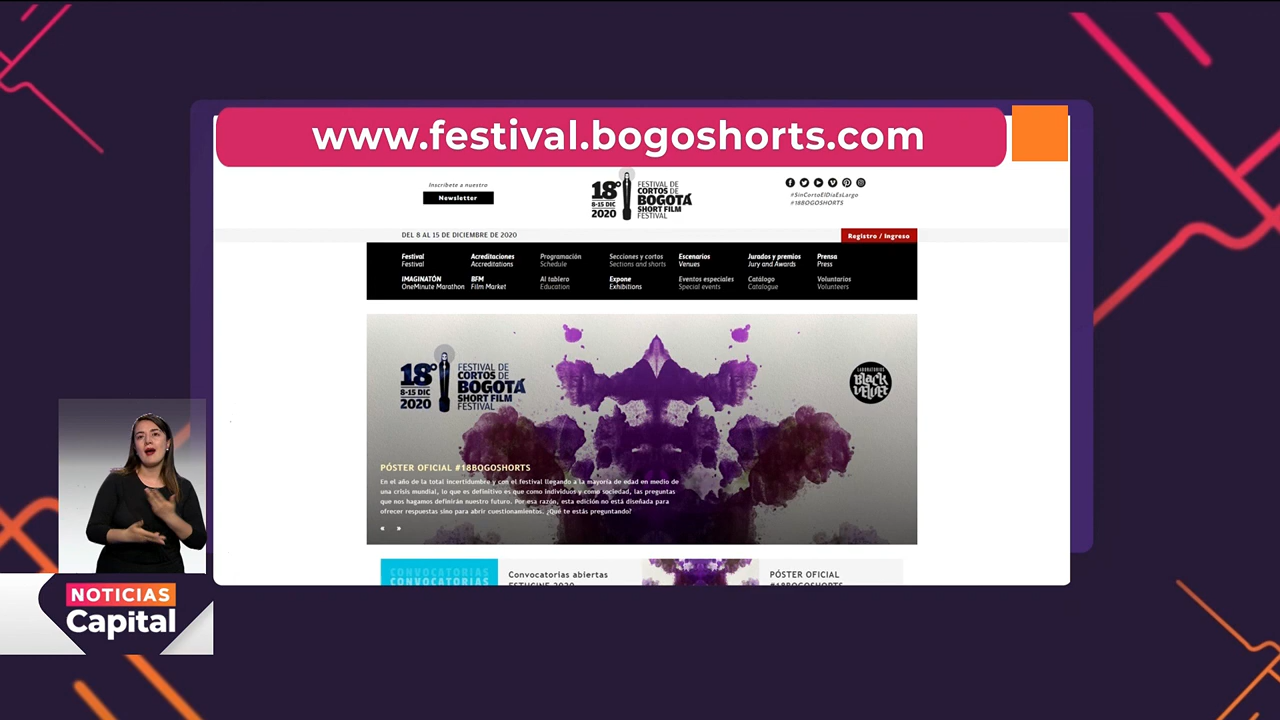 www.festival.bogoshorts.com
Inscríbete a nuestro
Newsletter
18°
8-15 DIC
2020
FESTIVAL DE
CORTOS DE
BOGOTÁ
SHORT FILM
FESTIVAL
#SinCortoElDíaEsLargo
#18BOGOSHORTS
DEL 8 AL 15 DE DICIEMBRE DE 2020
Registro / Ingreso
Festival Acreditaciones Programación Secciones y cortos Escenarios Jurados y premios Prensa
Festival Accreditations Schedule Sections and shorts Venues Jury and Awards Press
IMAGINATÓN BFM Al tablero Expone Eventos especiales Catálogo Voluntarios
OneMinute Marathon Film Market Education Exhibitions Special events Catalogue Volunteers
18°
8-15 DIC
2020
FESTIVAL DE
CORTOS DE
BOGOTÁ
SHORT FILM
FESTIVAL
LABORATORIOS
Black
Velvet
PÓSTER OFICIAL #18BOGOSHORTS
En el año de la total incertidumbre y con el festival llegando a la mayoría de edad en medio de
una crisis mundial, lo que es definitivo es que como individuos y como sociedad, las preguntas
que nos hagamos definirán nuestro futuro. Por esa razón, esta edición no está diseñada para
ofrecer respuestas sino para abrir cuestionamientos. ¿Qué te estás preguntando?
« »
CONVOCATORIAS
CONVOCATORIAS
Convocatorias abiertas
ESTUCINE 2020
PÓSTER OFICIAL
#18BOGOSHORTS
NOTICIAS
Capital